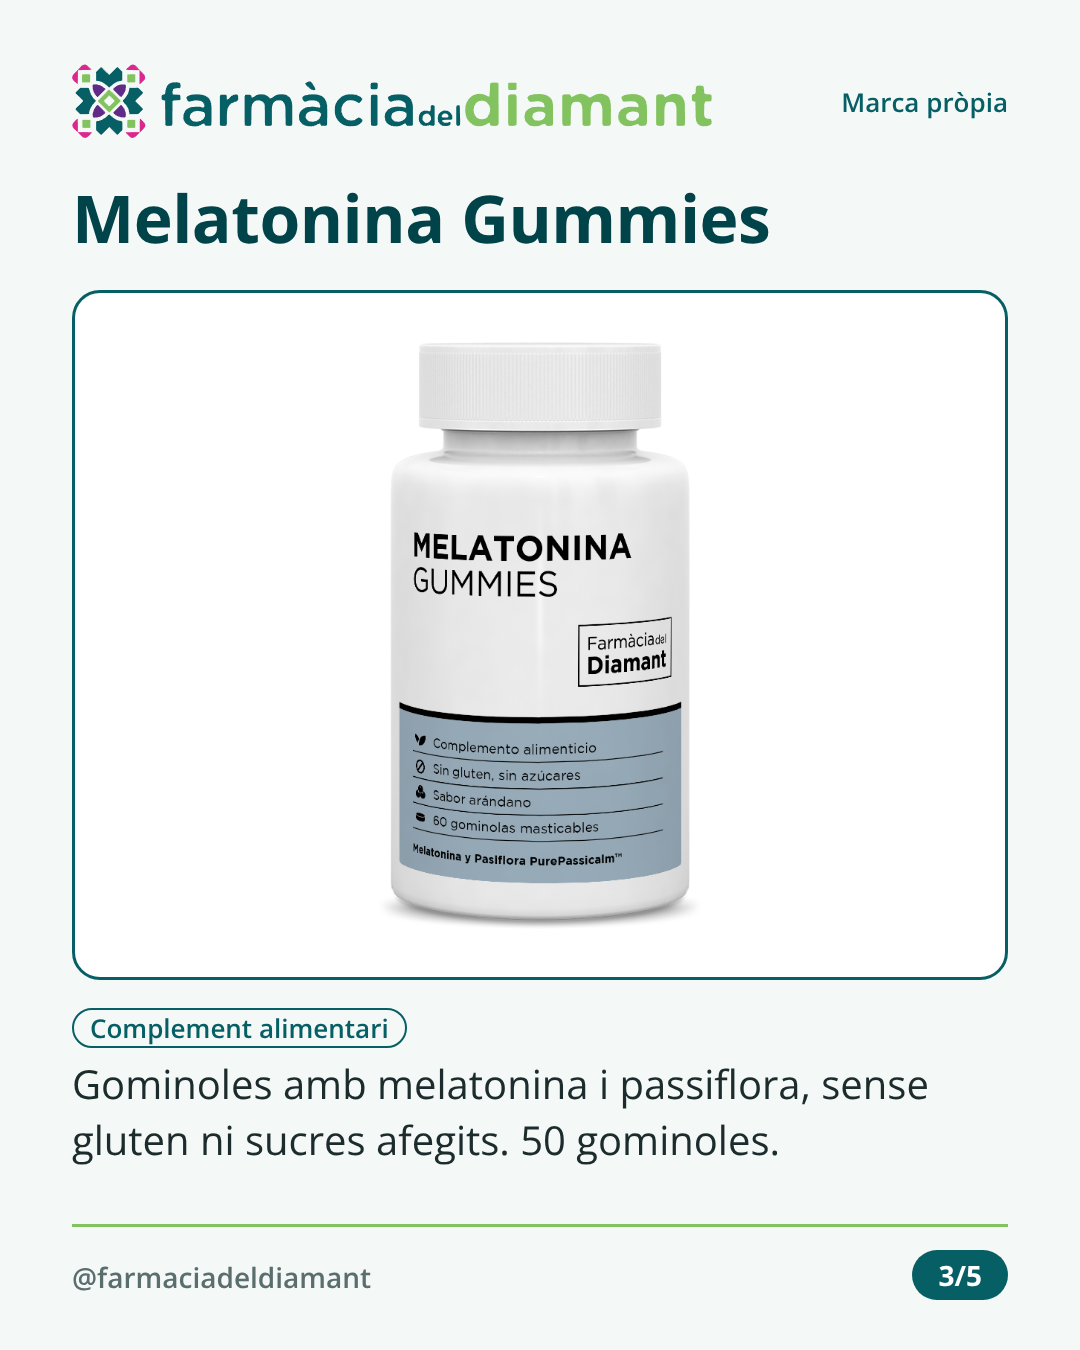 farmàciadeldiamant
Marca pròpia
Melatonina Gummies
MELATONINA
GUMMIES
Farmàciadel
Diamant
Complemento alimenticio
Sin gluten, sin azúcares
Sabor arándano
60 gominolas masticables
Melatonina y Pasiflora PurePassicalm™
Complement alimentari
Gominoles amb melatonina i passiflora, sense
gluten ni sucres afegits. 50 gominoles.
@farmaciadeldiamant
3/5